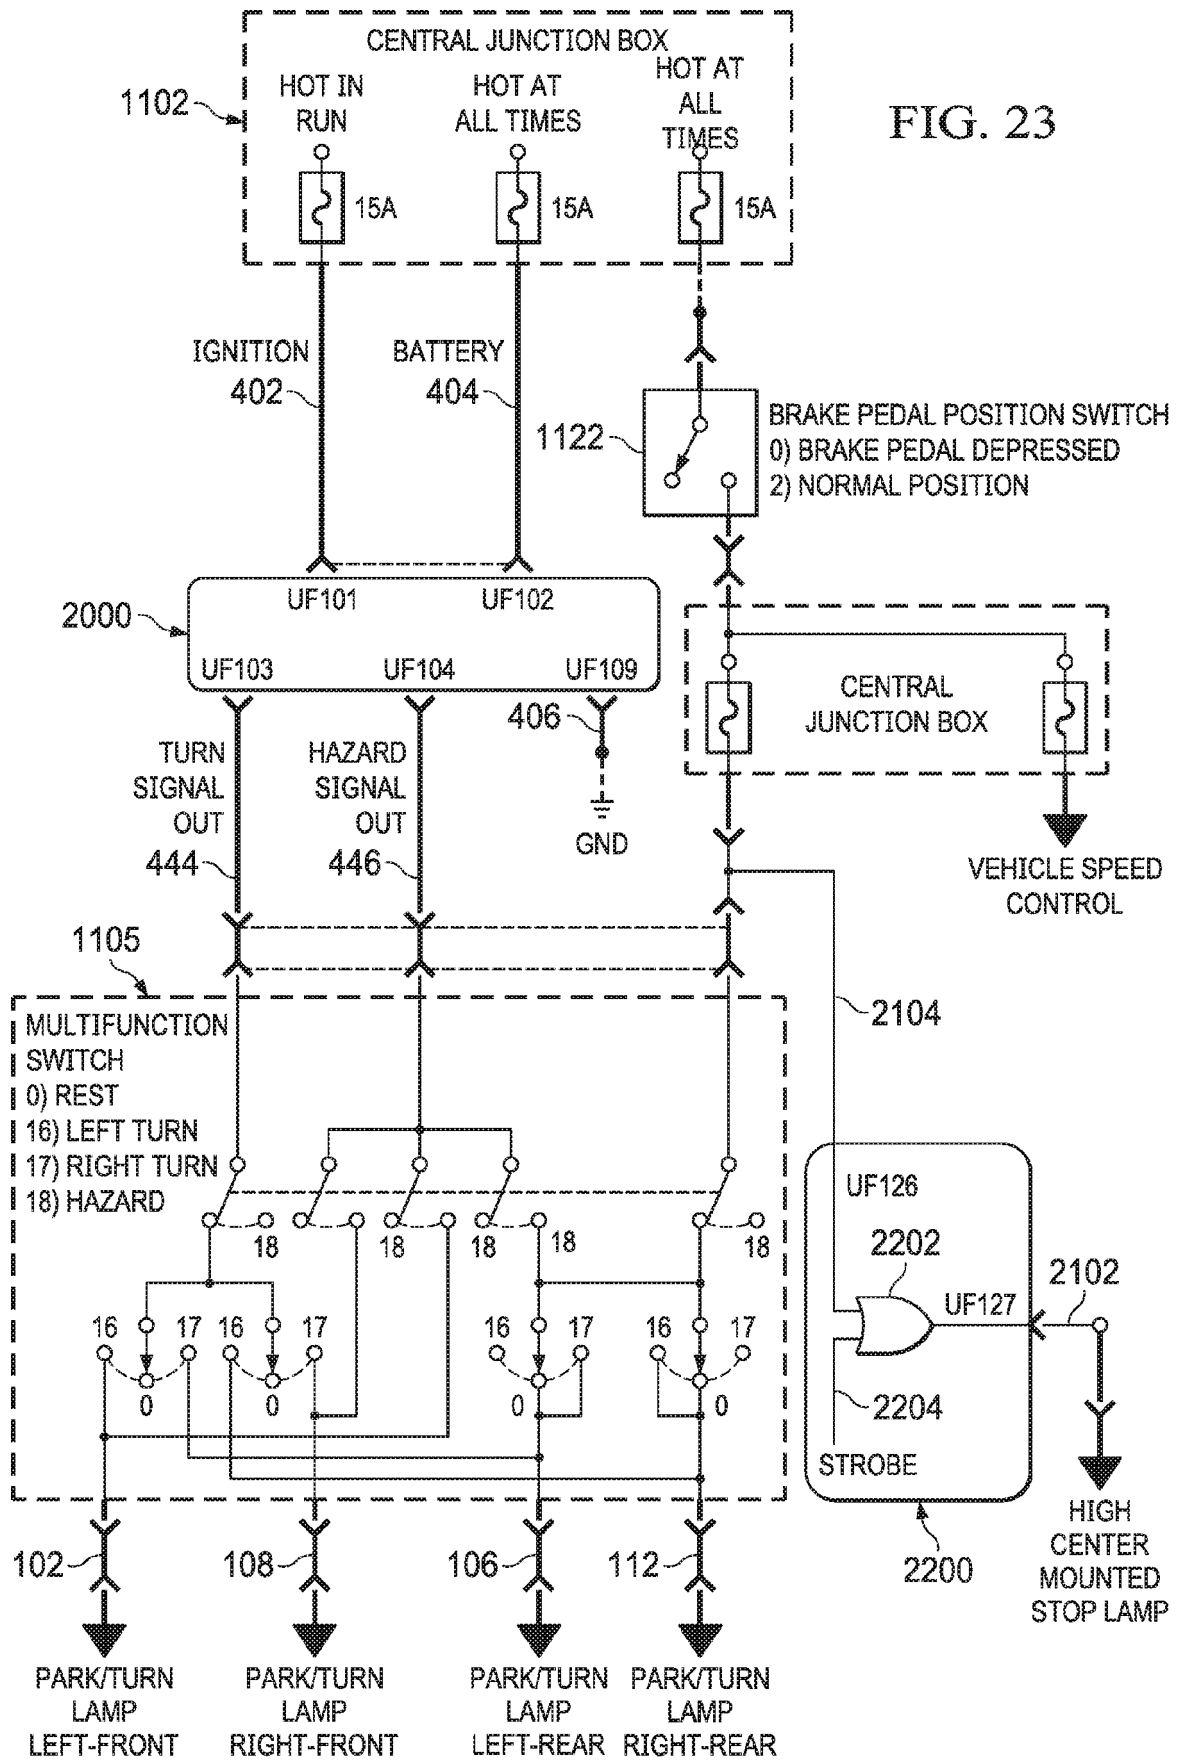 CENTRAL JUNCTION BOX
HOT IN
RUN
HOT AT
ALL TIMES
HOT AT
ALL
TIMES
1102
FIG. 23
15A
15A
15A
IGNITION
402
BATTERY
404
1122
BRAKE PEDAL POSITION SWITCH
0) BRAKE PEDAL DEPRESSED
2) NORMAL POSITION
2000
UF101
UF102
UF103
UF104
UF109
406
GND
CENTRAL
JUNCTION BOX
TURN
SIGNAL
OUT
444
HAZARD
SIGNAL
OUT
446
VEHICLE SPEED
CONTROL
1105
2104
MULTIFUNCTION
SWITCH
0) REST
16) LEFT TURN
17) RIGHT TURN
18) HAZARD
18
18
18
18
18
16
17
16
17
16
17
16
17
0
0
0
0
UF126
2202
UF127
2102
2204
STROBE
2200
HIGH
CENTER
MOUNTED
STOP LAMP
102
108
106
112
PARK/TURN
LAMP
LEFT-FRONT
PARK/TURN
LAMP
RIGHT-FRONT
PARK/TURN
LAMP
LEFT-REAR
PARK/TURN
LAMP
RIGHT-REAR